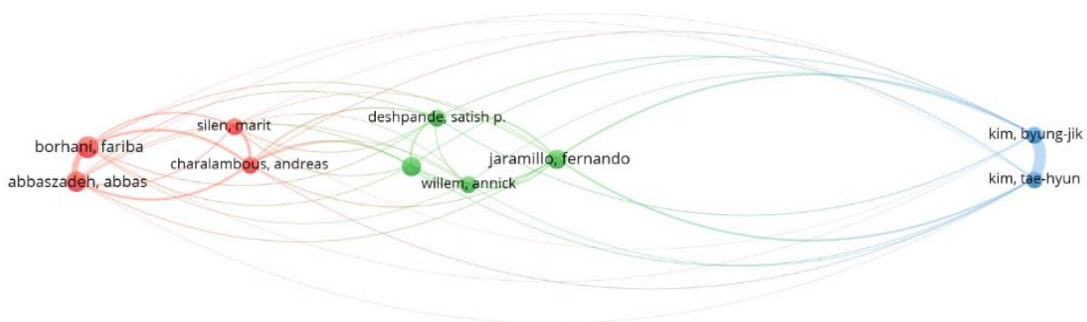 borhani, fariba
abbaszadeh, abbas
silen, marit
charalambous, andreas
deshpande, satish p.
willem, annick
jaramillo, fernando
kim, byung-jik
kim, tae-hyun